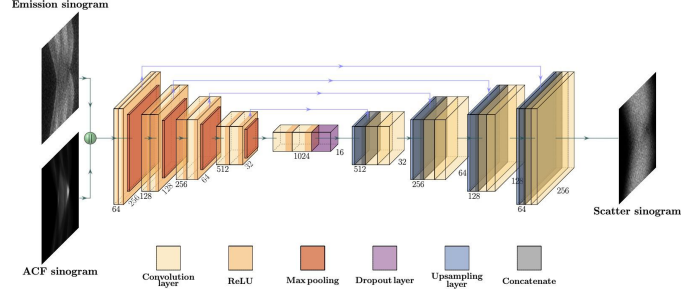 Emission sinogram
ACF sinogram
64
256
128
128
256
64
512
32
1024
16
512
32
256
64
128
128
64
256
Scatter sinogram
Convolution
layer
ReLU
Max pooling
Dropout layer
Upsampling
layer
Concatenate